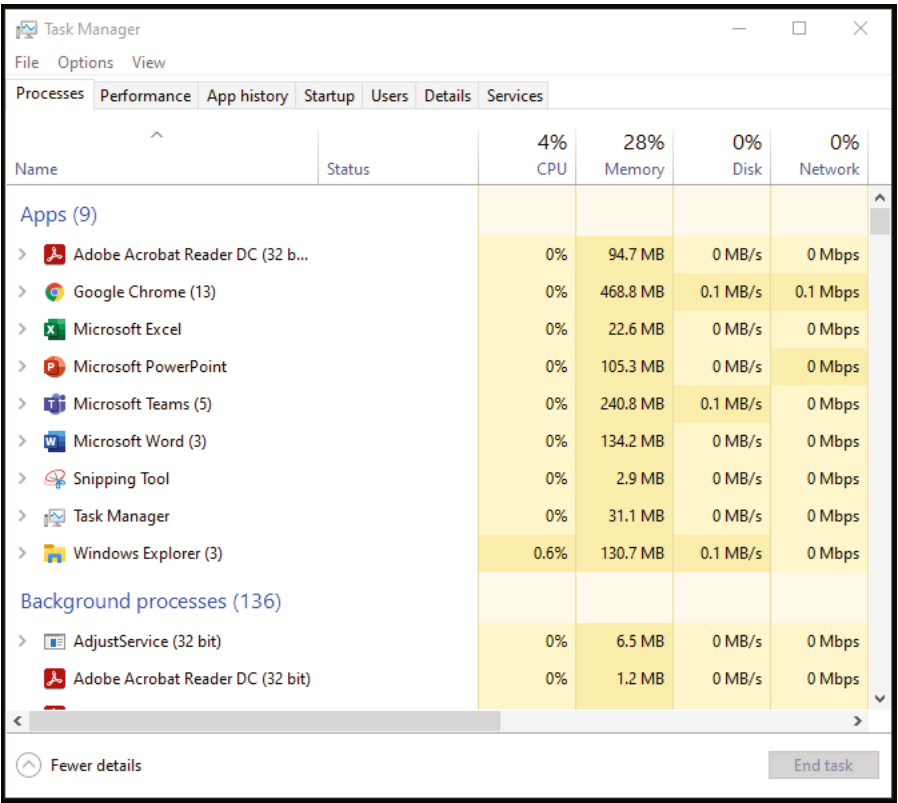 Task Manager
File Options View
Processes Performance App history Startup Users Details Services
4% 28% 0% 0%
Name Status CPU Memory Disk Network
Apps (9)
Adobe Acrobat Reader DC (32 b... 0% 94.7 MB 0 MB/s 0 Mbps
Google Chrome (13) 0% 468.8 MB 0.1 MB/s 0.1 Mbps
Microsoft Excel 0% 22.6 MB 0 MB/s 0 Mbps
Microsoft PowerPoint 0% 105.3 MB 0 MB/s 0 Mbps
Microsoft Teams (5) 0% 240.8 MB 0.1 MB/s 0 Mbps
Microsoft Word (3) 0% 134.2 MB 0 MB/s 0 Mbps
Snipping Tool 0% 2.9 MB 0 MB/s 0 Mbps
Task Manager 0% 31.1 MB 0 MB/s 0 Mbps
Windows Explorer (3) 0.6% 130.7 MB 0.1 MB/s 0 Mbps
Background processes (136)
AdjustService (32 bit) 0% 6.5 MB 0 MB/s 0 Mbps
Adobe Acrobat Reader DC (32 bit) 0% 1.2 MB 0 MB/s 0 Mbps
Fewer details End task